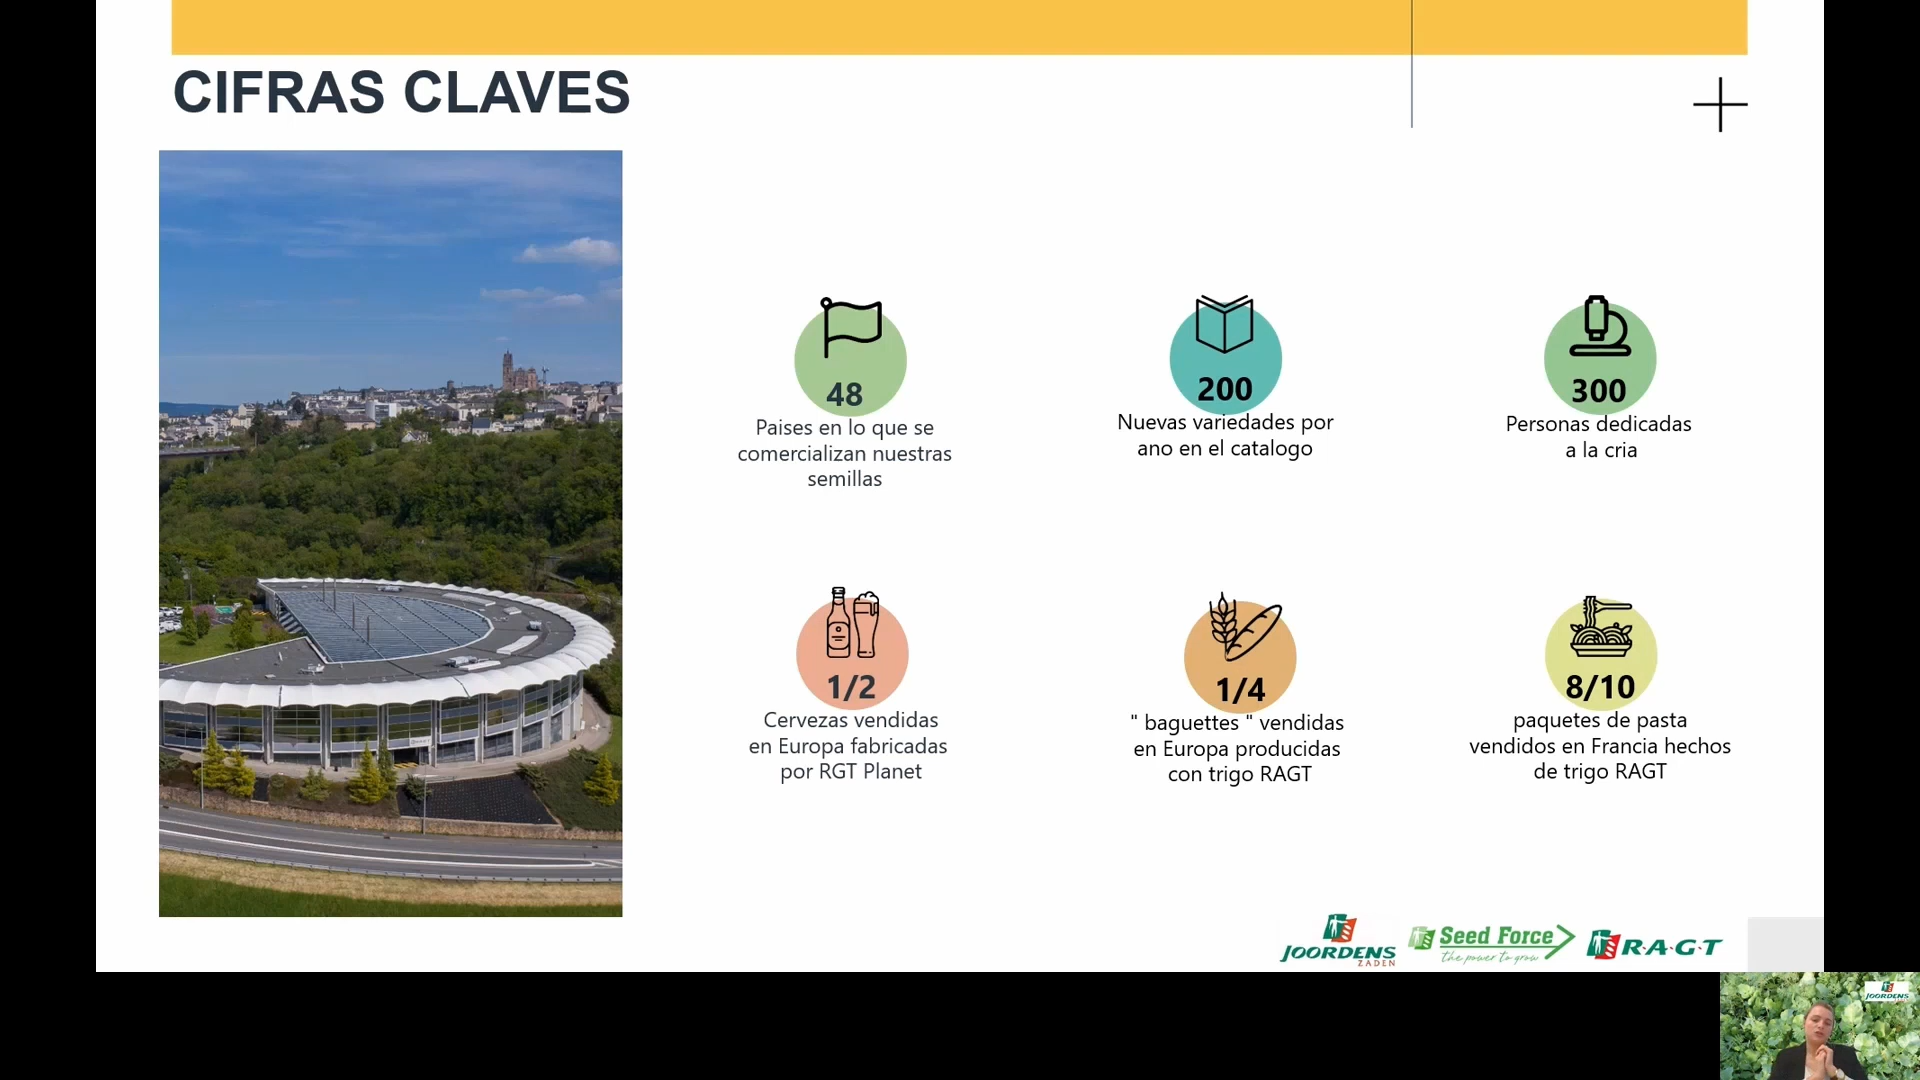 CIFRAS CLAVES
48
Paises en lo que se
comercializan nuestras
semillas
200
Nuevas variedades por
ano en el catalogo
300
Personas dedicadas
a la cria
1/2
Cervezas vendidas
en Europa fabricadas
por RGT Planet
1/4
" baguettes " vendidas
en Europa producidas
con trigo RAGT
8/10
paquetes de pasta
vendidos en Francia hechos
de trigo RAGT
JOORDENS
ZADEN
Seed Force
the power to grow
R·A·G·T
JOORDENS